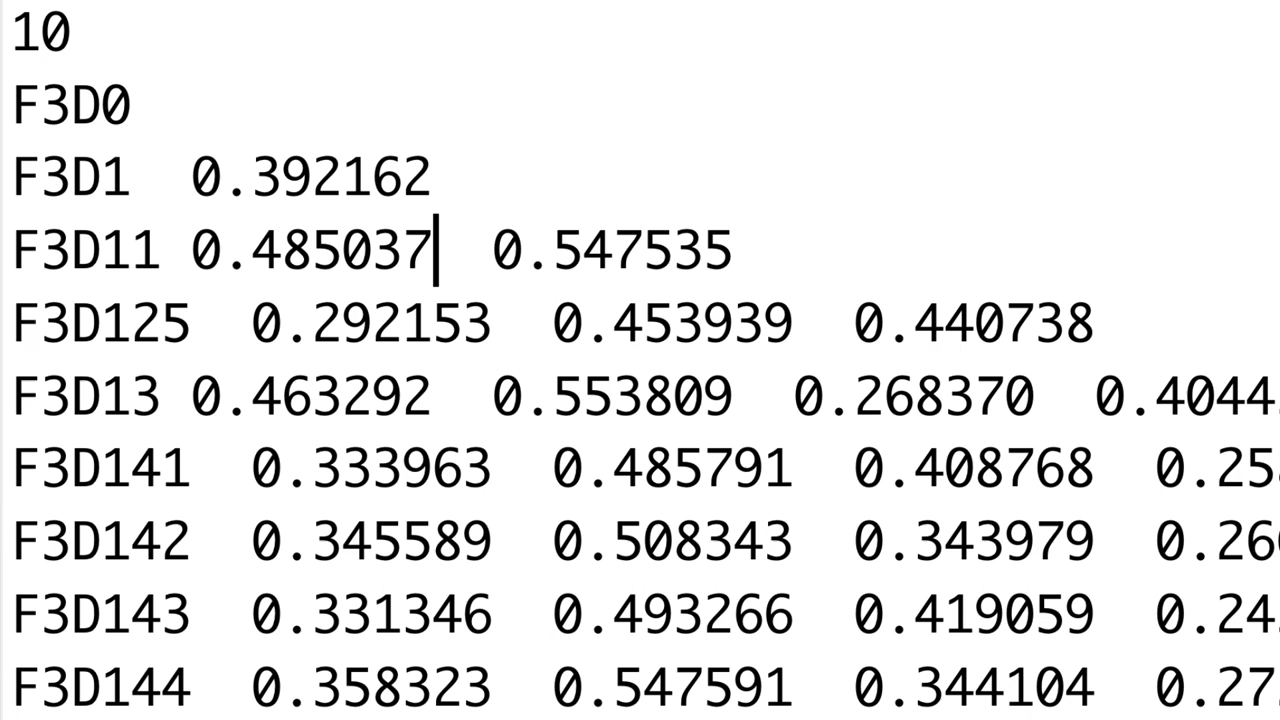 10
F3D0
F3D1 0.392162
F3D11 0.485037 0.547535
F3D125 0.292153 0.453939 0.440738
F3D13 0.463292 0.553809 0.268370
F3D141 0.333963 0.485791 0.408768
F3D142 0.345589 0.508343 0.343979
F3D143 0.331346 0.493266 0.419059
F3D144 0.358323 0.547591 0.344104